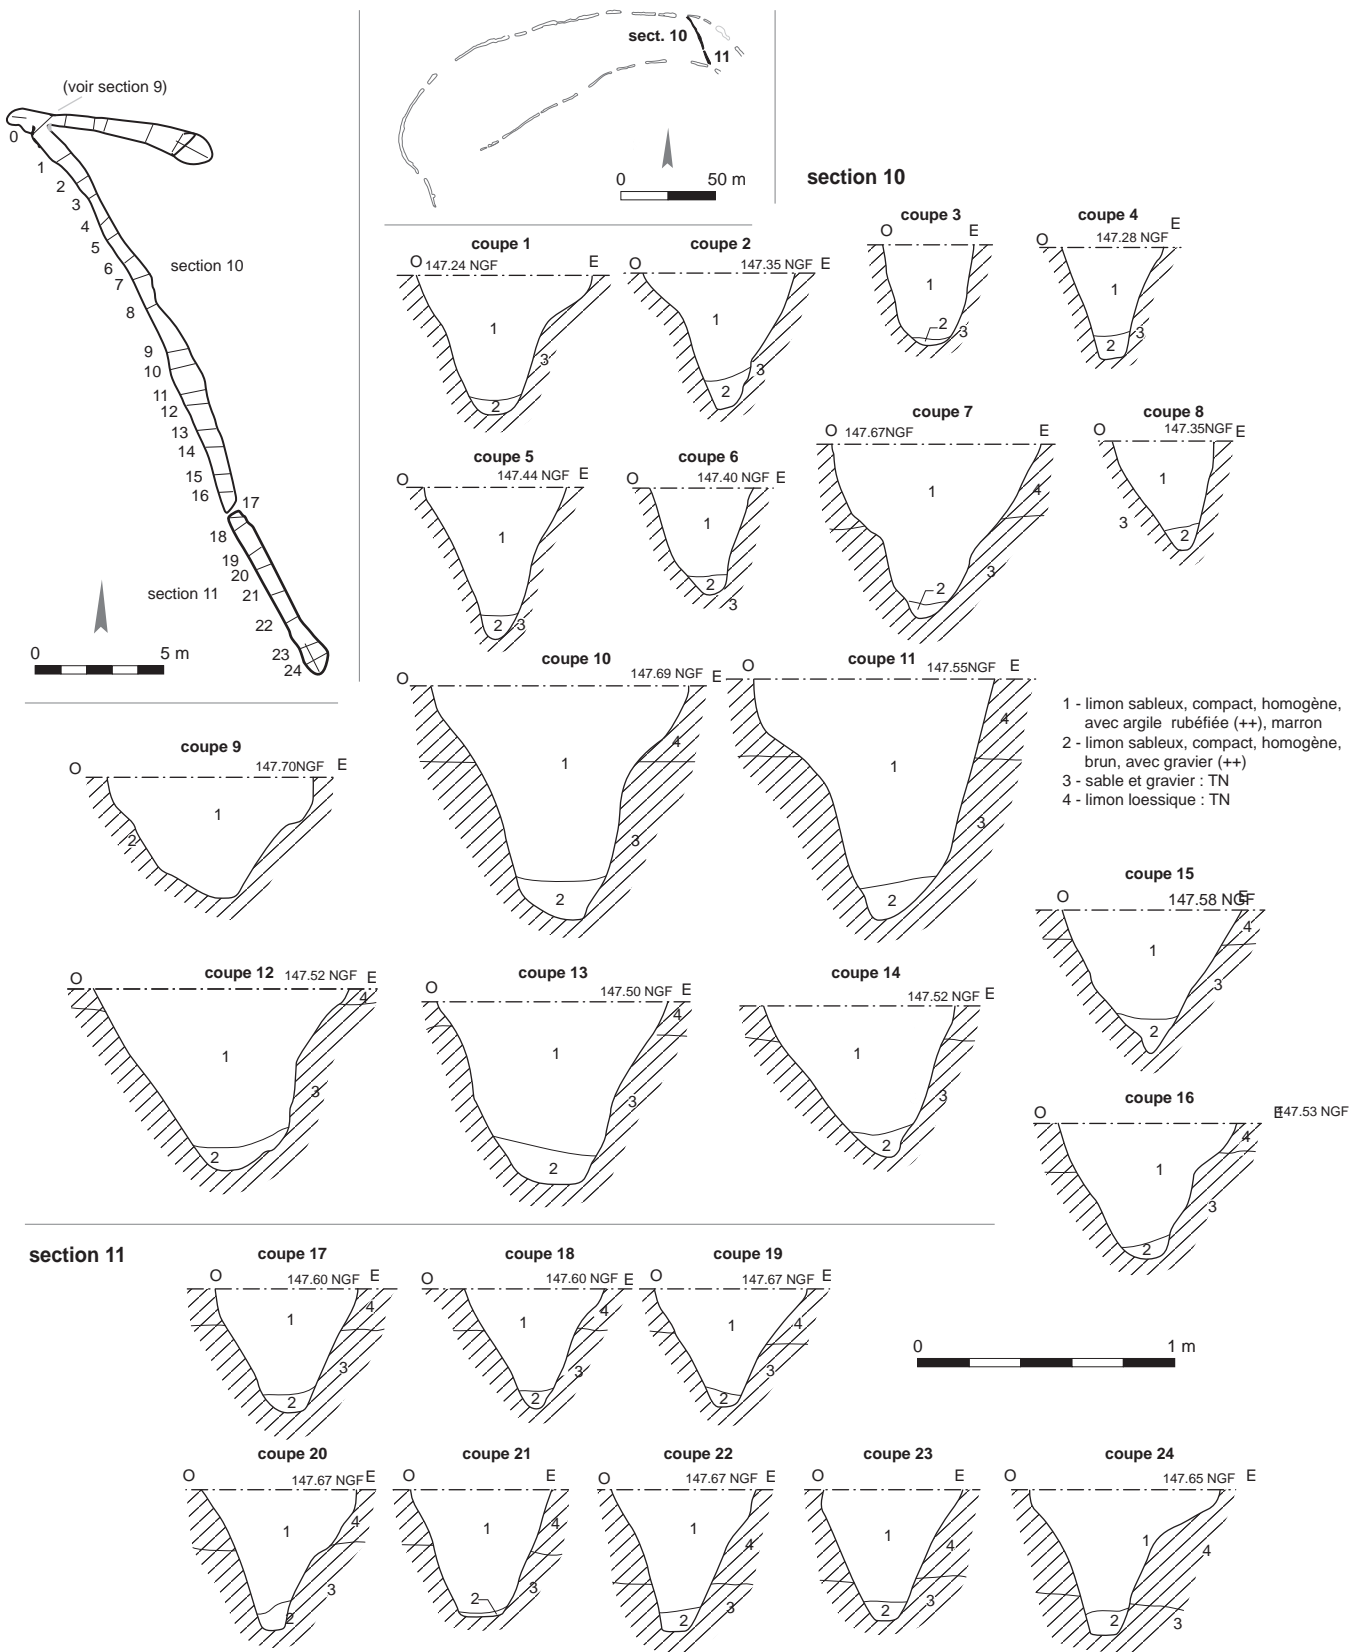 (voir section 9)
0
1
2
3
4
5
6
7
8
9
10
11
12
13
14
15
16
17
18
19
20
21
22
23
24
section 10
section 11
0 5 m
sect. 10
11
0 50 m
section 10
coupe 1
O 147.24 NGF E
1
3
2
coupe 2
O 147.35 NGF E
1
3
2
coupe 3
O E
1
2
3
coupe 4
O 147.28 NGF E
1
2
3
coupe 5
O 147.44 NGF E
1
2
3
coupe 6
O 147.40 NGF E
1
2
3
coupe 7
O 147.67NGF E
1
4
2
3
coupe 8
O 147.35NGF E
1
3
2
coupe 9
O 147.70NGF E
1
2
coupe 10
O 147.69 NGF E
1
4
3
2
coupe 11
O 147.55NGF E
1
4
3
2
1 - limon sableux, compact, homogène,
avec argile rubéfiée (++), marron
2 - limon sableux, compact, homogène,
brun, avec gravier (++)
3 - sable et gravier : TN
4 - limon loessique : TN
coupe 12
O 147.52 NGF E
4
1
3
2
coupe 13
O 147.50 NGF E
4
1
3
2
coupe 14
147.52 NGF E
1
3
2
coupe 15
O 147.58 NGF E
4
1
3
2
coupe 16
O E 147.53 NGF
4
1
3
2
section 11
coupe 17
O 147.60 NGF E
1
4
3
2
coupe 18
O 147.60 NGF E
1
4
3
2
coupe 19
O 147.67 NGF E
1
4
3
2
0 1 m
coupe 20
O 147.67 NGF E
1
4
3
2
coupe 21
O E
1
4
3
2
coupe 22
O 147.67 NGF E
1
4
3
2
coupe 23
O E
1
4
3
2
coupe 24
O 147.65 NGF E
1
1
4
2
3